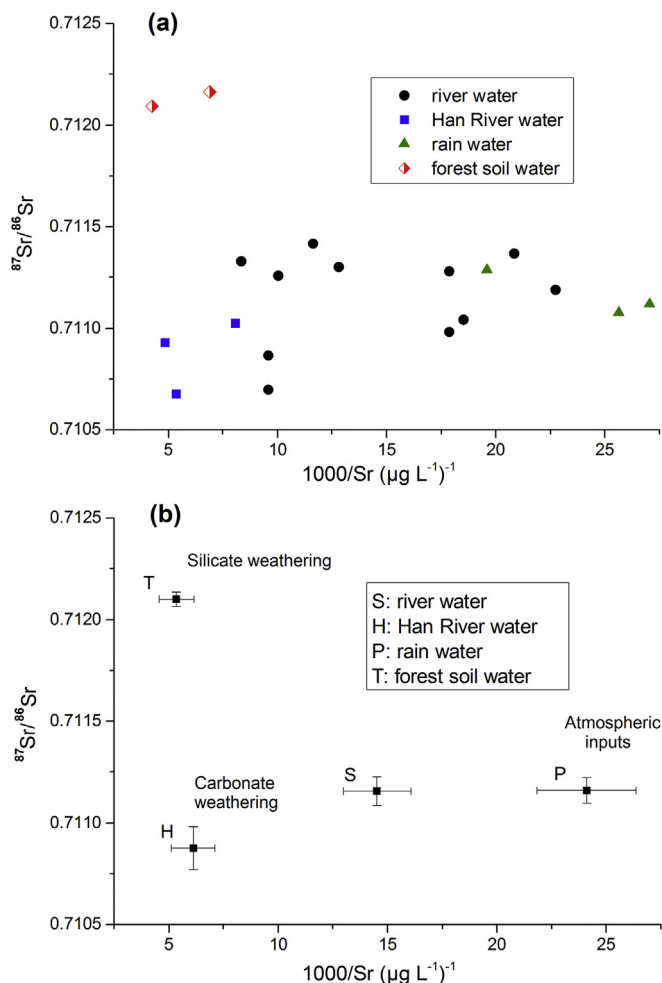 (a)
0.7125
0.7120
0.7115
0.7110
0.7105
⁸⁷Sr/⁸⁶Sr
river water
Han River water
rain water
forest soil water
5 10 15 20 25
1000/Sr (µg L⁻¹)⁻¹
(b)
0.7125
0.7120
0.7115
0.7110
0.7105
⁸⁷Sr/⁸⁶Sr
Silicate weathering
T
S: river water
H: Han River water
P: rain water
T: forest soil water
Atmospheric
inputs
Carbonate
weathering
S
P
H
5 10 15 20 25
1000/Sr (µg L⁻¹)⁻¹